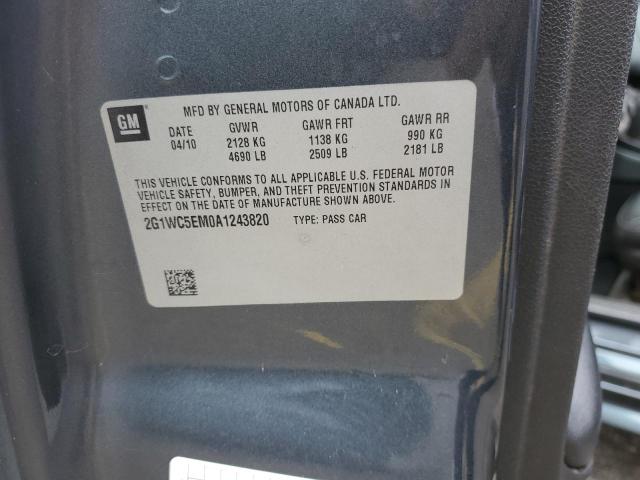 MFD BY GENERAL MOTORS OF CANADA LTD.
GM
DATE GVWR GAWR FRT GAWR RR
04/10 2128 KG 1138 KG 990 KG
4690 LB 2509 LB 2181 LB
THIS VEHICLE CONFORMS TO ALL APPLICABLE U.S. FEDERAL MOTOR
VEHICLE SAFETY, BUMPER, AND THEFT PREVENTION STANDARDS IN
EFFECT ON THE DATE OF MANUFACTURE SHOWN ABOVE.
2G1WC5EM0A1243820 TYPE: PASS CAR